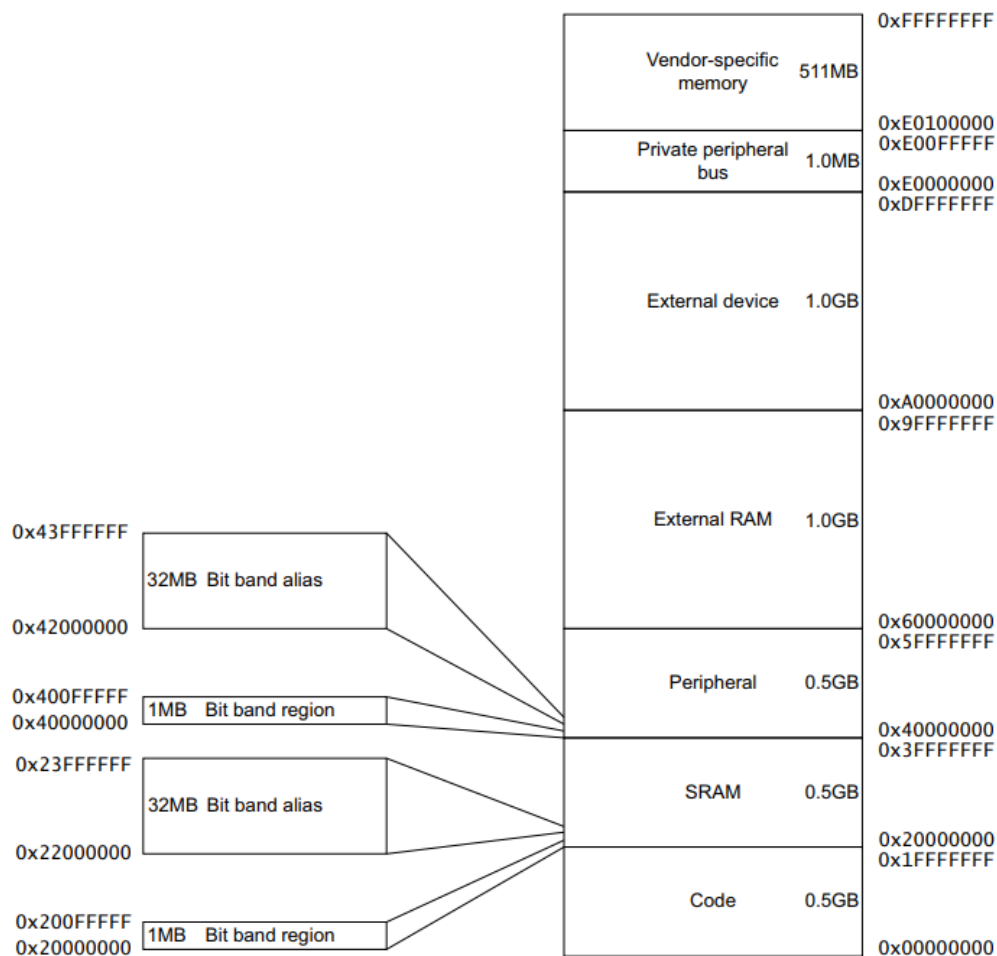 0xFFFFFFFF
Vendor-specific
memory
511MB
0xE0100000
0xE00FFFFF
Private peripheral
bus
1.0MB
0xE0000000
0xDFFFFFFF
External device 1.0GB
0xA0000000
0x9FFFFFFF
External RAM 1.0GB
0x60000000
0x5FFFFFFF
Peripheral 0.5GB
0x40000000
0x3FFFFFFF
SRAM 0.5GB
0x20000000
0x1FFFFFFF
Code 0.5GB
0x00000000
0x43FFFFFF
32MB Bit band alias
0x42000000
0x400FFFFF
1MB Bit band region
0x40000000
0x23FFFFFF
32MB Bit band alias
0x22000000
0x200FFFFF
1MB Bit band region
0x20000000